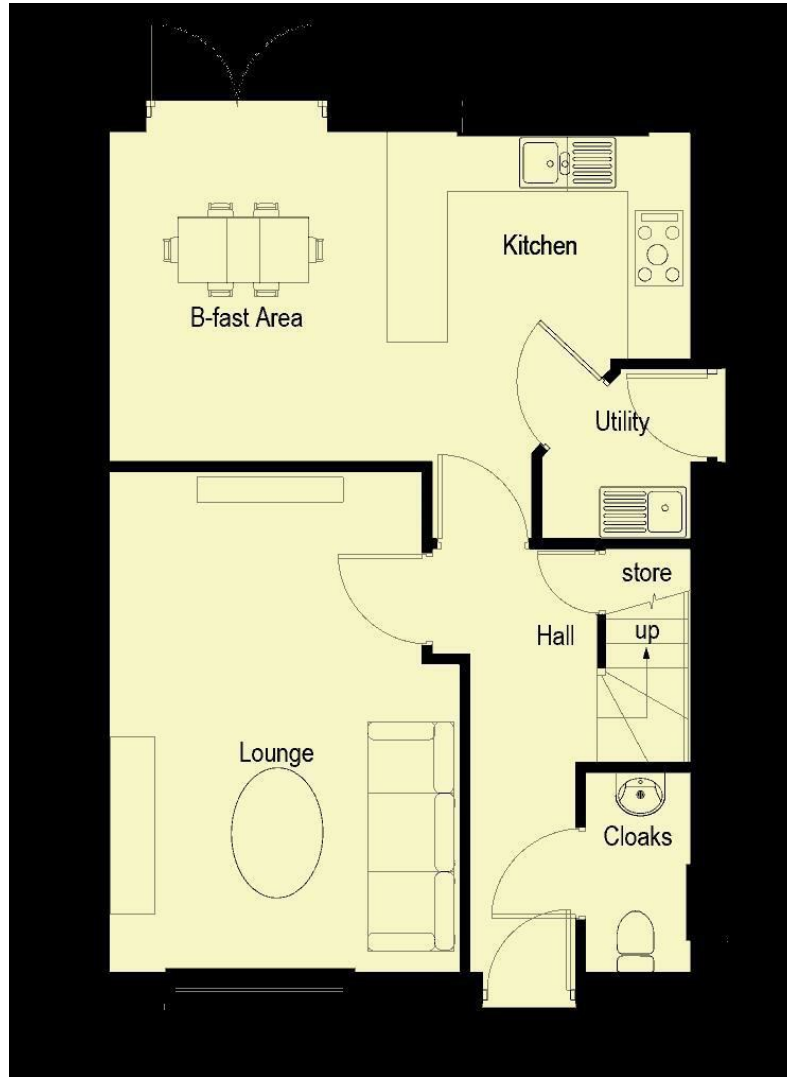 Kitchen
B-fast Area
Utility
store
up
Hall
Lounge
Cloaks